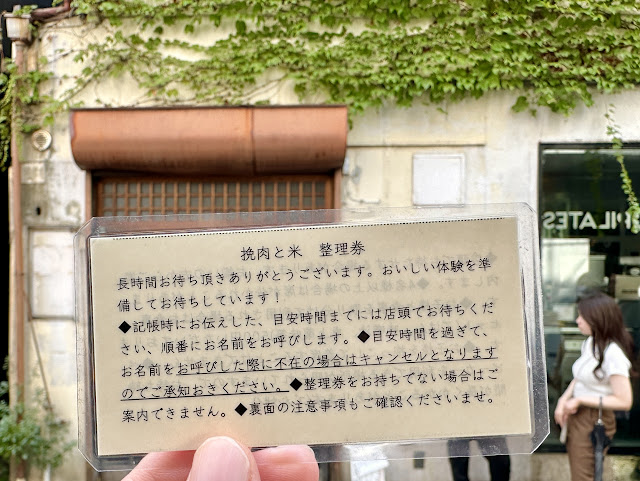 挽肉と米 整理券
長時間お待ち頂きありがとうございます。おいしい体験を準
備してお待ちしています！
◆記帳時にお伝えした、目安時間までには店頭でお待ちくだ
さい、順番にお名前をお呼びします。◆目安時間を過ぎて、
お名前をお呼びした際に不在の場合はキャンセルとなります
のでご承知おきください。◆整理券をお持ちでない場合はご
案内できません。◆裏面の注意事項もご確認くださいませ。
PILATES